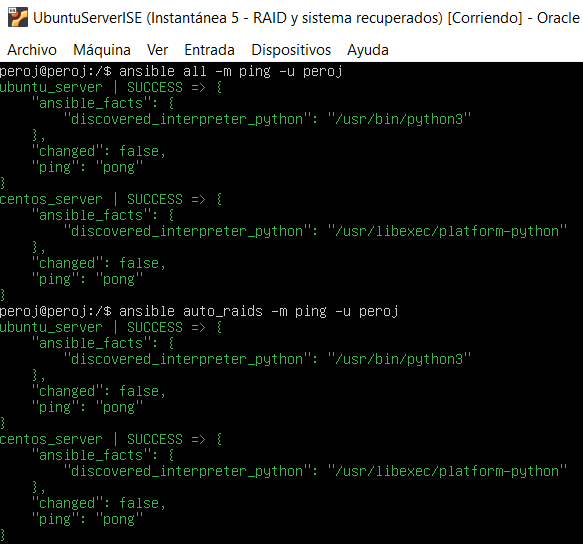 UbuntuServerISE (Instantánea 5 - RAID y sistema recuperados) [Corriendo] - Oracle
Archivo Máquina Ver Entrada Dispositivos Ayuda
peroj@peroj:/$ ansible all -m ping -u peroj
ubuntu_server | SUCCESS => {
    "ansible_facts": {
        "discovered_interpreter_python": "/usr/bin/python3"
    },
    "changed": false,
    "ping": "pong"
}
centos_server | SUCCESS => {
    "ansible_facts": {
        "discovered_interpreter_python": "/usr/libexec/platform-python"
    },
    "changed": false,
    "ping": "pong"
}
peroj@peroj:/$ ansible auto_raids -m ping -u peroj
ubuntu_server | SUCCESS => {
    "ansible_facts": {
        "discovered_interpreter_python": "/usr/bin/python3"
    },
    "changed": false,
    "ping": "pong"
}
centos_server | SUCCESS => {
    "ansible_facts": {
        "discovered_interpreter_python": "/usr/libexec/platform-python"
    },
    "changed": false,
    "ping": "pong"
}